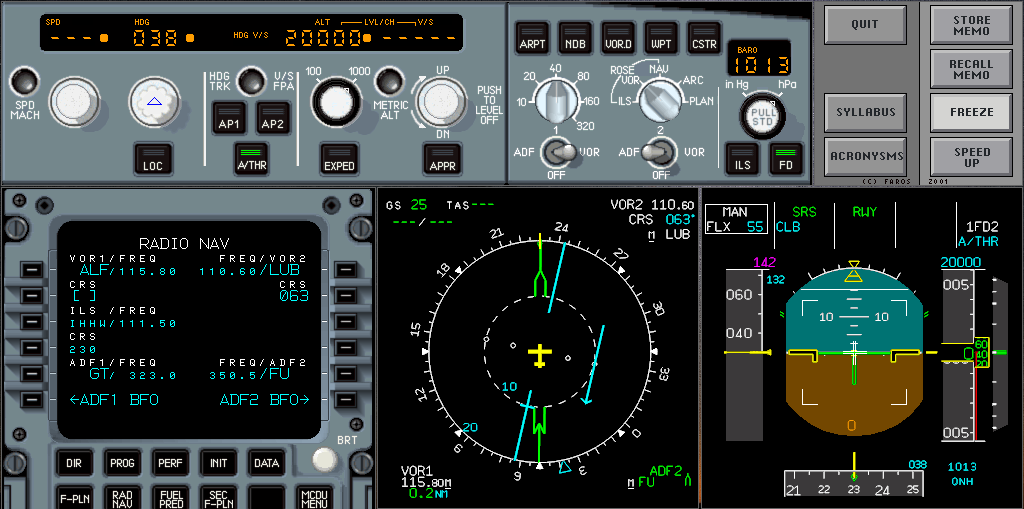 SPD HDG ALT LVL/CH V/S
--- 038 HDG V/S 20000 -----
SPD
MACH
HDG
TRK
V/S
FPA
100 1000
METRIC
ALT
UP
DN
PUSH
TO
LEVEL
OFF
AP1 AP2
LOC A/THR EXPED APPR
ARPT NDB VOR.D WPT CSTR
BARO
1013
in Hg hPa
PULL
STD
10 20 40 80 160 320
ROSE NAV
VOR ARC
ILS PLAN
1 2
ADF VOR ADF VOR
OFF OFF
ILS FD
QUIT
STORE
MEMO
RECALL
MEMO
SYLLABUS FREEZE
ACRONYSMS
SPEED
UP
(C) FAROS 2001
RADIO NAV
VOR1/FREQ FREQ/VOR2
ALF/115.80 110.60/LUB
CRS CRS
[ ] 063
ILS /FREQ
IHHW/111.50
CRS
230
ADF1/FREQ FREQ/ADF2
GT/ 323.0 350.5/FU
←ADF1 BFO ADF2 BFO→
BRT
DIR PROG PERF INIT DATA
F-PLN
RAD
NAV
FUEL
PRED
SEC
F-PLN
MCDU
MENU
GS 25 TAS---
---/---
VOR2 110.60
CRS 063°
M LUB
21 24 27 30 33 0 3 6 9 12 15 18
10
20
VOR1
115.80M
0.2NM
ADF2
M FU
MAN
FLX 55
SRS RWY
CLB
1FD2
A/THR
142
132
060
040
10 10
0
20000
005
0
60
40
20
005
038
1013
QNH
21 22 23 24 25